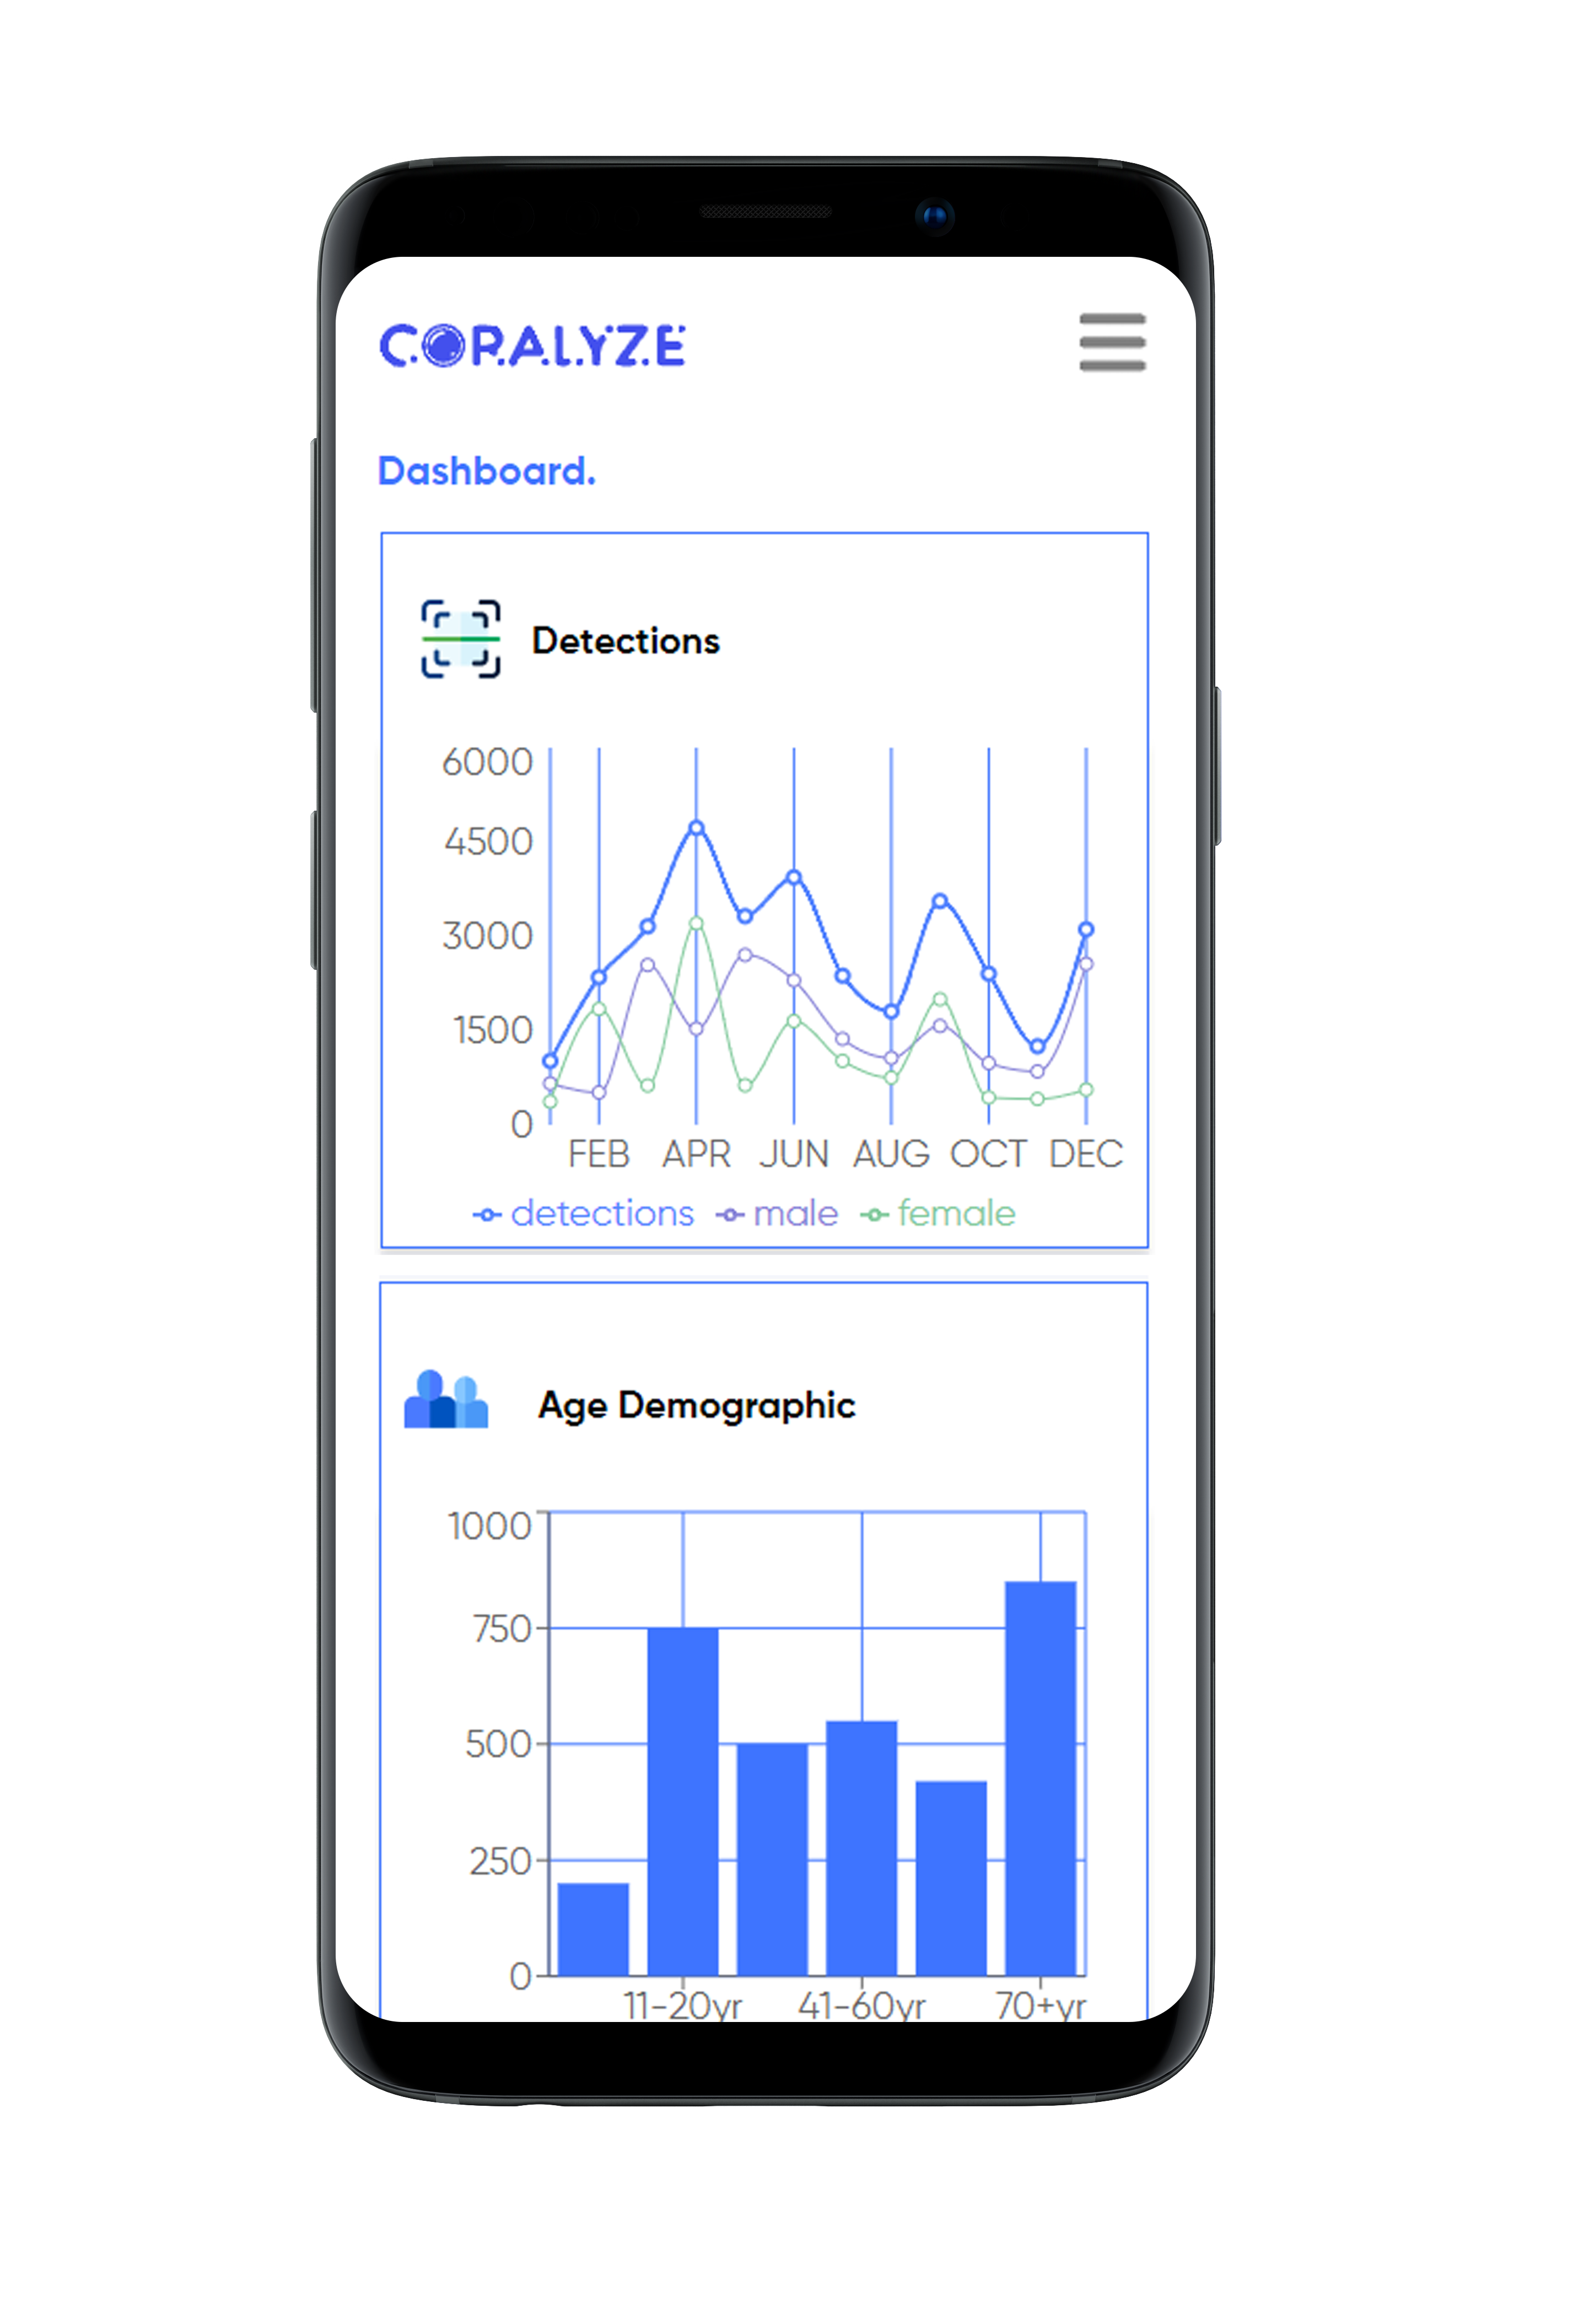 CORALYZE
Dashboard.
Detections
6000
4500
3000
1500
0
FEB APR JUN AUG OCT DEC
detections male female
Age Demographic
1000
750
500
250
0
11-20yr 41-60yr 70+yr